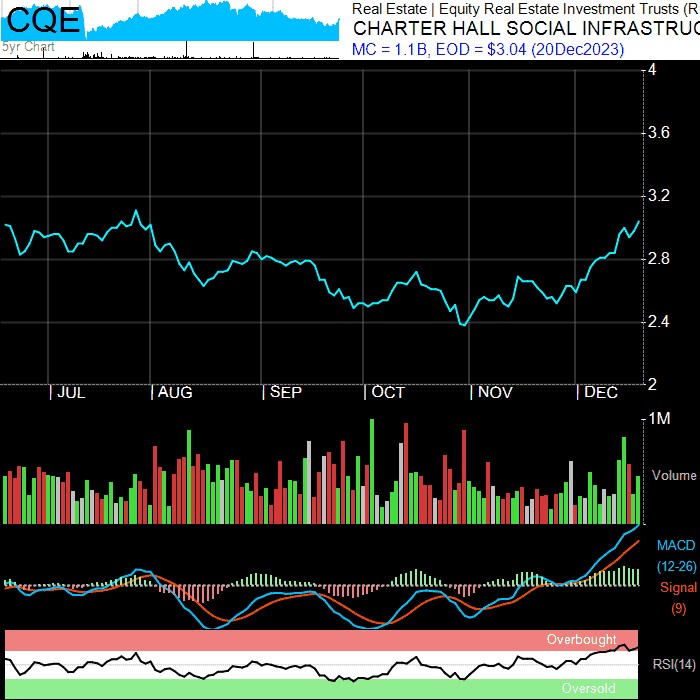 CQE
5yr Chart
Real Estate | Equity Real Estate Investment Trusts (R
CHARTER HALL SOCIAL INFRASTRUC
MC = 1.1B, EOD = $3.04 (20Dec2023)
4
3.6
3.2
2.8
2.4
2
| JUL | AUG | SEP | OCT | NOV | DEC
1M
Volume
MACD
(12-26)
Signal
(9)
Overbought
RSI(14)
Oversold